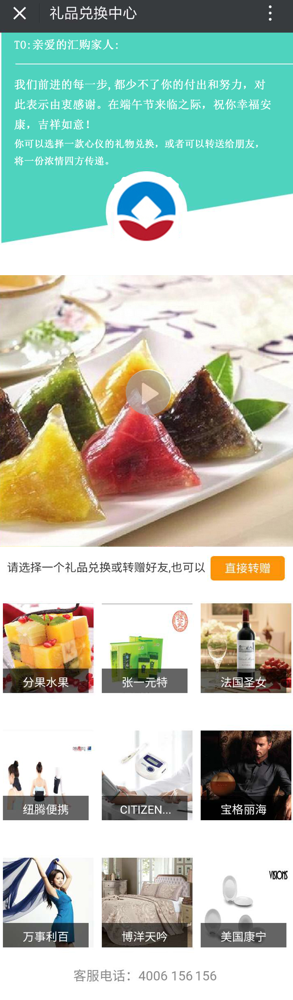 礼品兑换中心
TO:亲爱的汇购家人:
我们前进的每一步,都少不了你的付出和努力，对
此表示由衷感谢。在端午节来临之际，祝你幸福安
康，吉祥如意！
你可以选择一款心仪的礼物兑换，或者可以转送给朋友，
将一份浓情四方传递。
请选择一个礼品兑换或转赠好友,也可以
直接转赠
张一元
分果水果
张一元特
法国圣女
纽腾便携
CITIZEN...
宝格丽海
VISIONS
万事利百
博洋天吟
美国康宁
客服电话：4006 156 156